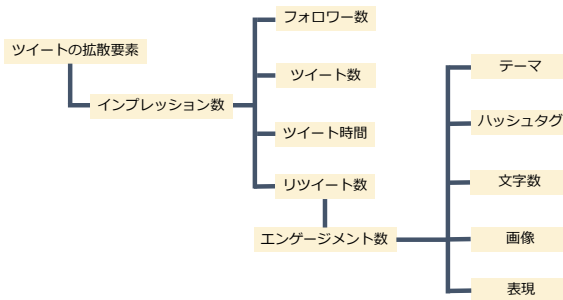 ツイートの拡散要素
インプレッション数
フォロワー数
ツイート数
ツイート時間
リツイート数
エンゲージメント数
テーマ
ハッシュタグ
文字数
画像
表現